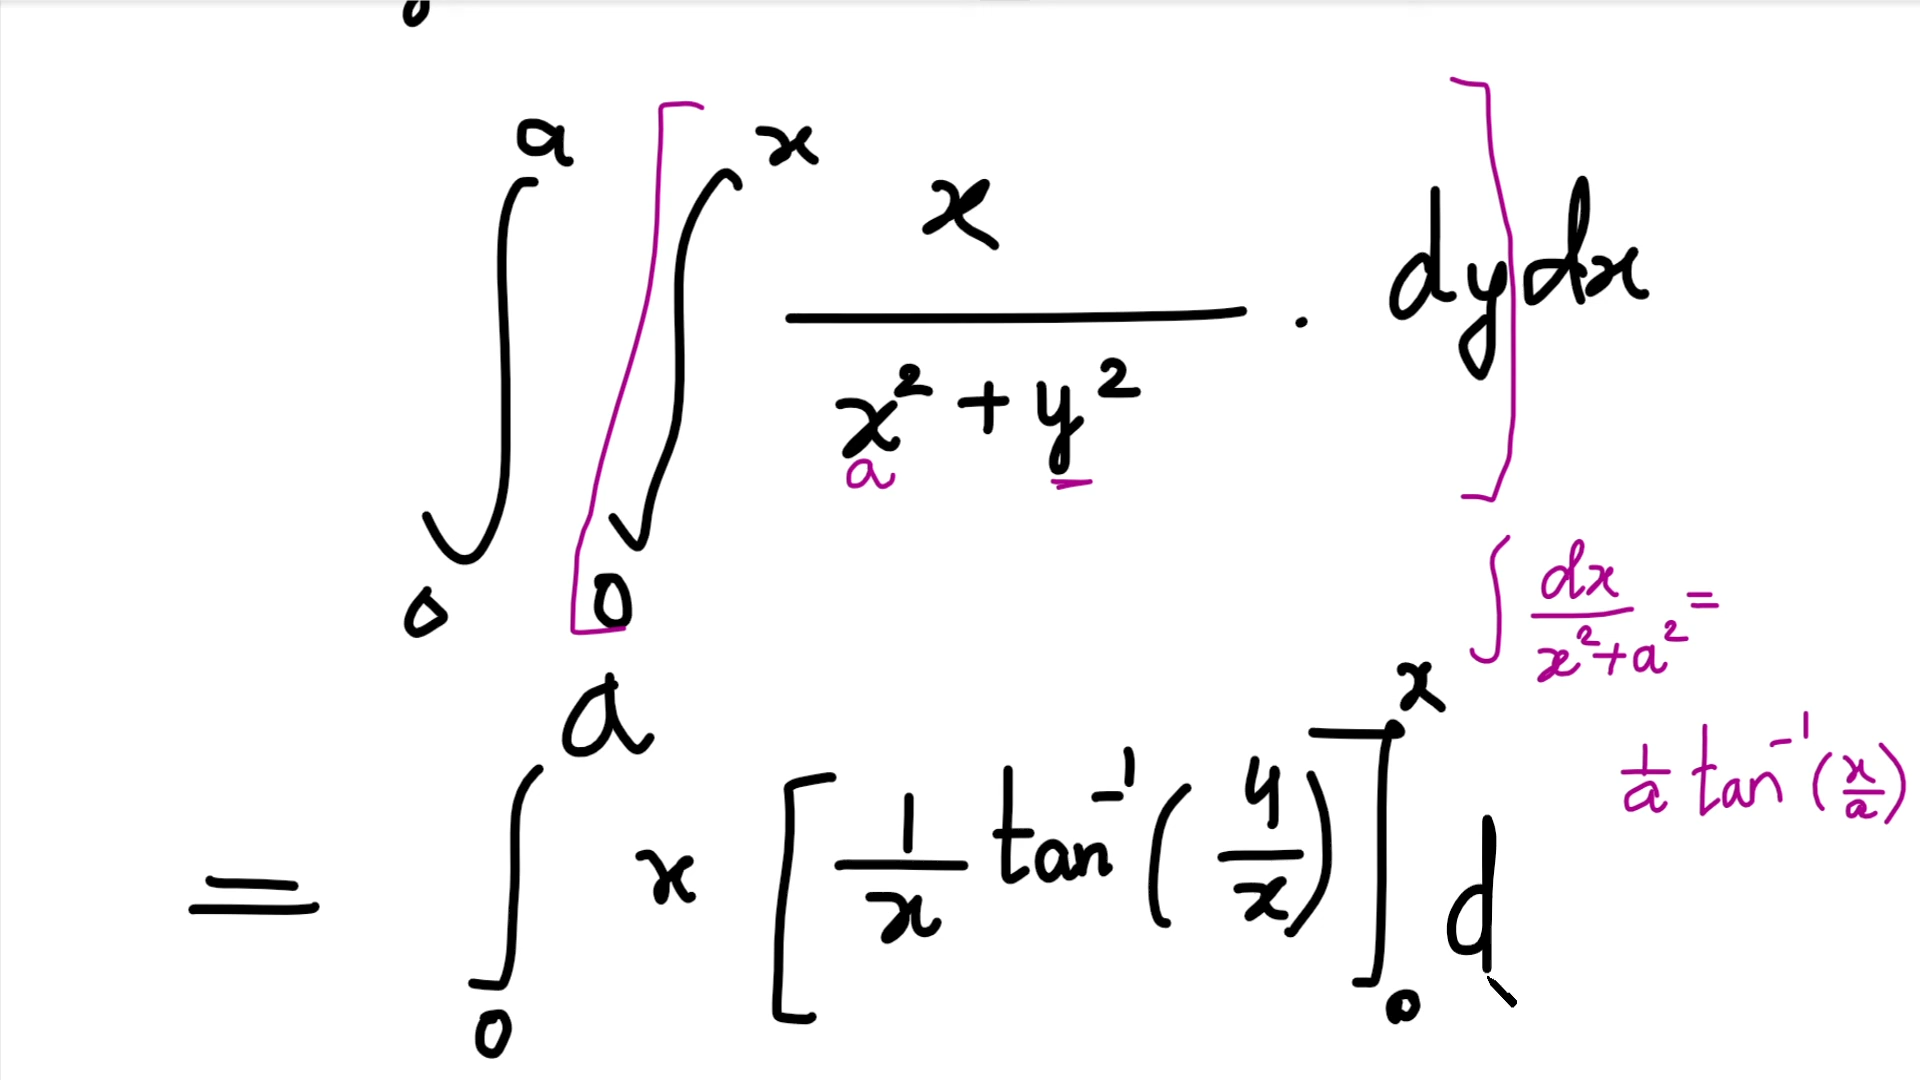 ∫₀ᵃ [∫₀ˣ x / (x² + y²) . dy] dx
a
∫ dx / (x² + a²) =
1/a tan⁻¹(x/a)
= ∫₀ᵃ x [1/x tan⁻¹(y/x)]₀ˣ d